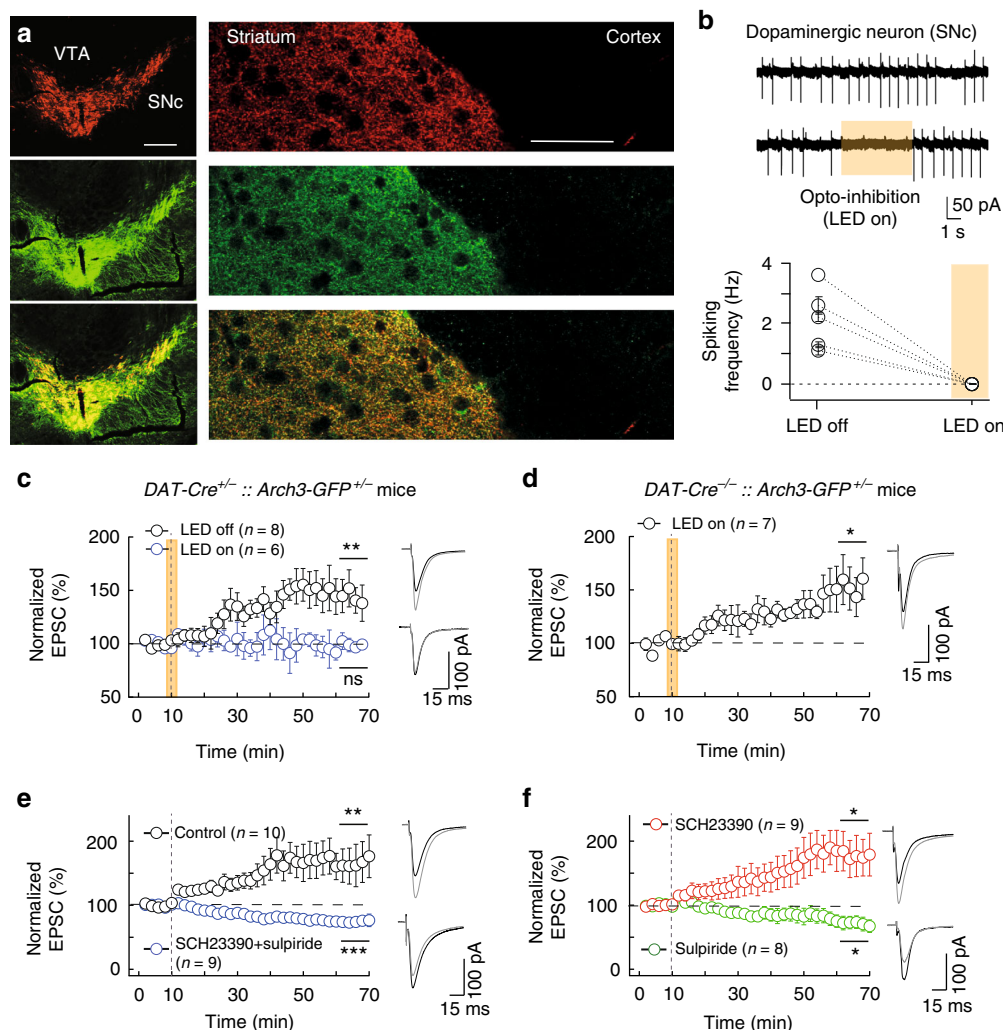 a
VTA
SNc
Striatum
Cortex
b
Dopaminergic neuron (SNc)
Opto-inhibition
(LED on)
50 pA
1 s
Spiking
frequency (Hz)
4
2
0
LED off
LED on
c
DAT-Cre+/– :: Arch3-GFP+/– mice
LED off (n = 8)
LED on (n = 6)
**
ns
Normalized
EPSC (%)
200
150
100
50
0
10
30
50
70
Time (min)
100 pA
15 ms
d
DAT-Cre–/– :: Arch3-GFP+/– mice
LED on (n = 7)
*
Normalized
EPSC (%)
200
150
100
50
0
10
30
50
70
Time (min)
100 pA
15 ms
e
Control (n = 10)
**
SCH23390+sulpiride
(n = 9)
***
Normalized
EPSC (%)
200
100
0
0
10
30
50
70
Time (min)
100 pA
15 ms
f
SCH23390 (n = 9)
*
Sulpiride (n = 8)
*
Normalized
EPSC (%)
200
100
0
0
10
30
50
70
Time (min)
100 pA
15 ms